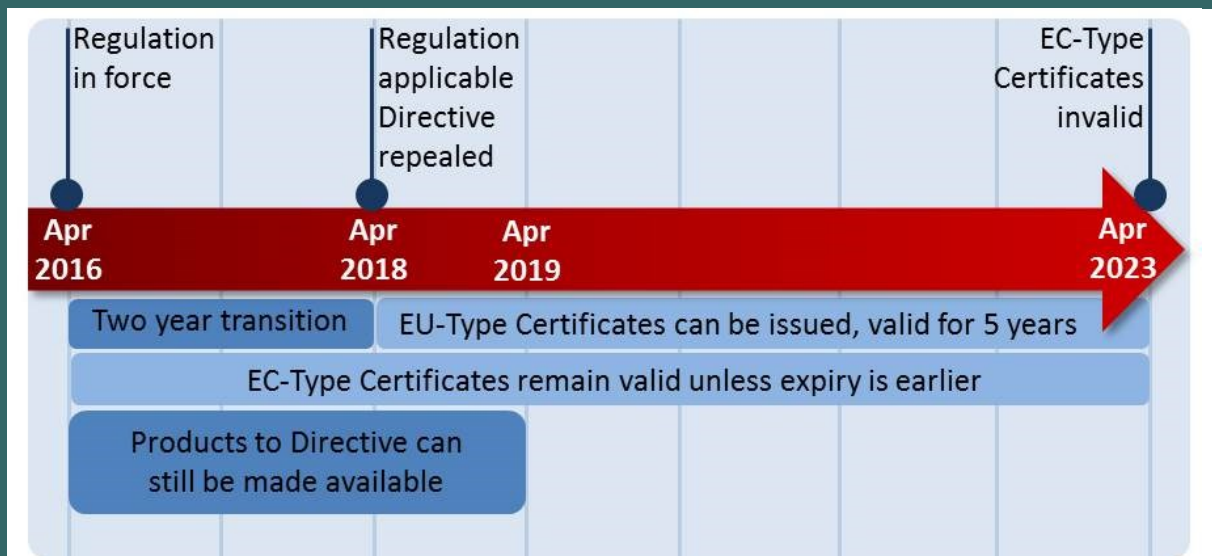 Regulation
in force
Regulation
applicable
Directive
repealed
EC-Type
Certificates
invalid
Apr
2016
Apr
2018
Apr
2019
Apr
2023
Two year transition
EU-Type Certificates can be issued, valid for 5 years
EC-Type Certificates remain valid unless expiry is earlier
Products to Directive can
still be made available